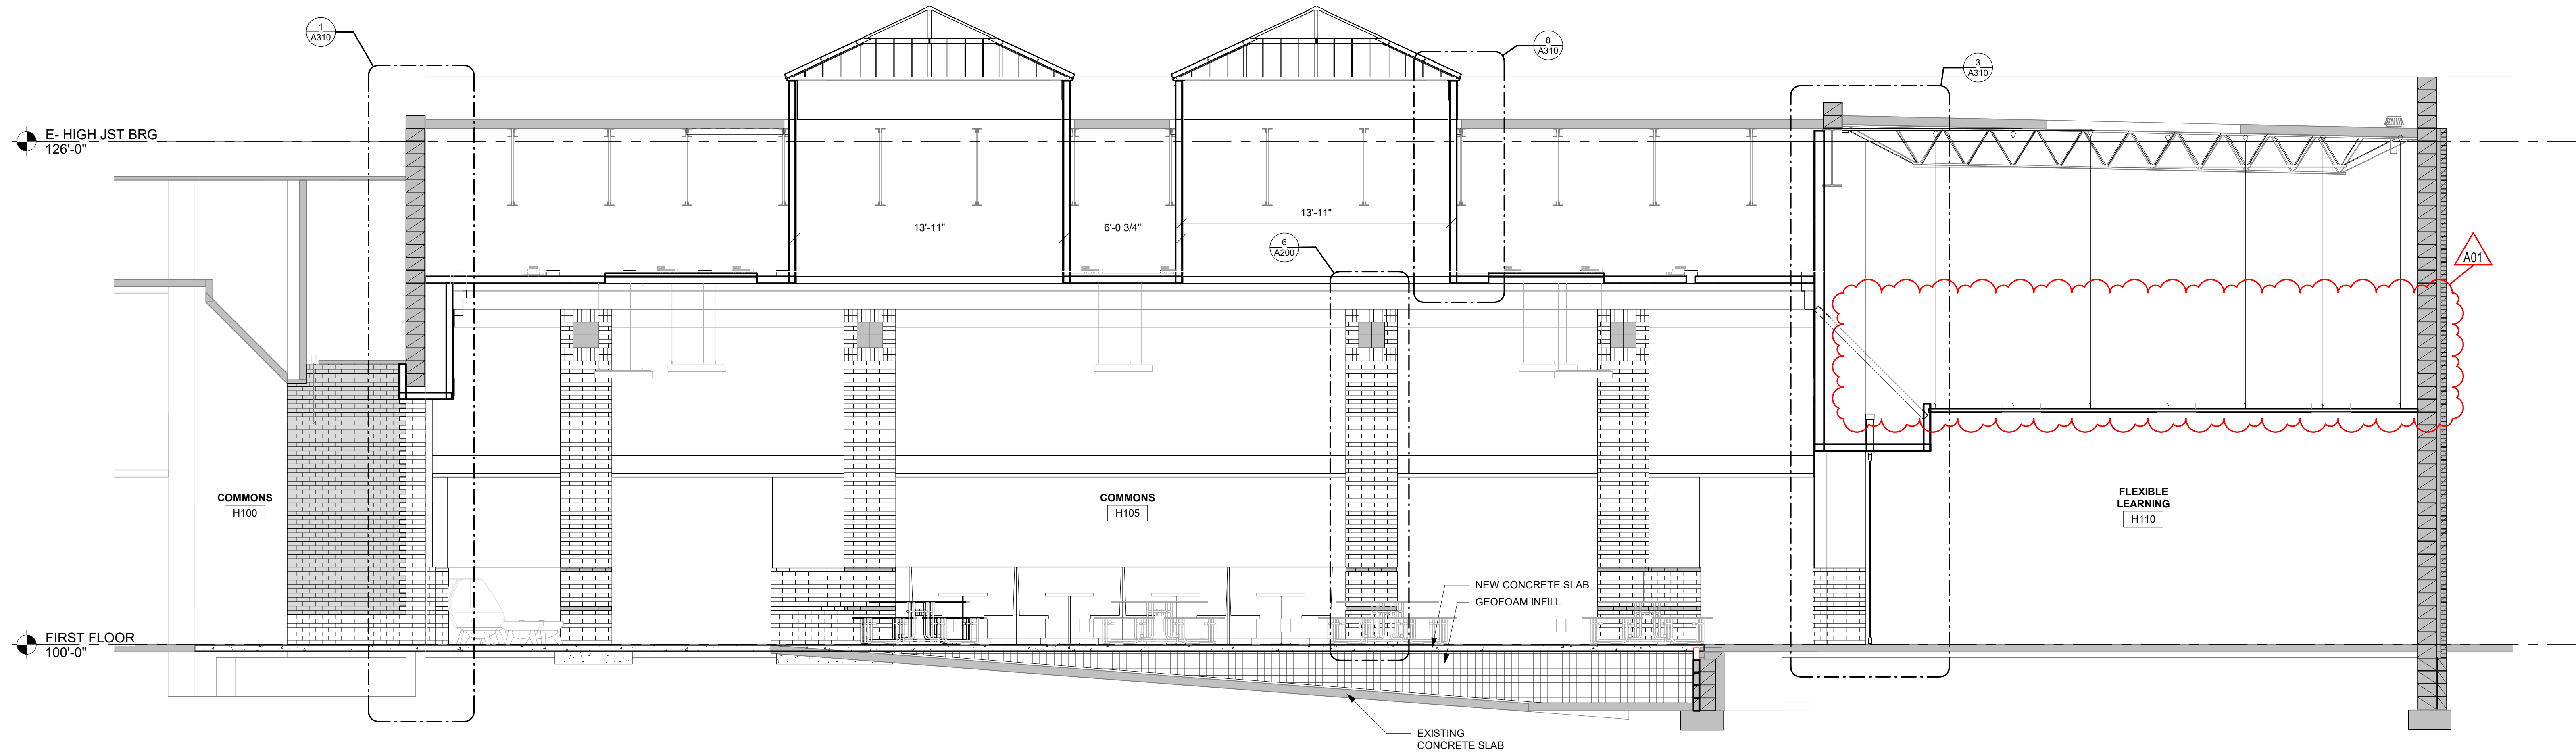 1
A310
8
A310
3
A310
E- HIGH JST BRG
126'-0"
13'-11"
6'-0 3/4"
13'-11"
6
A200
A01
COMMONS
H100
COMMONS
H105
FLEXIBLE
LEARNING
H110
NEW CONCRETE SLAB
GEOFOAM INFILL
FIRST FLOOR
100'-0"
EXISTING
CONCRETE SLAB